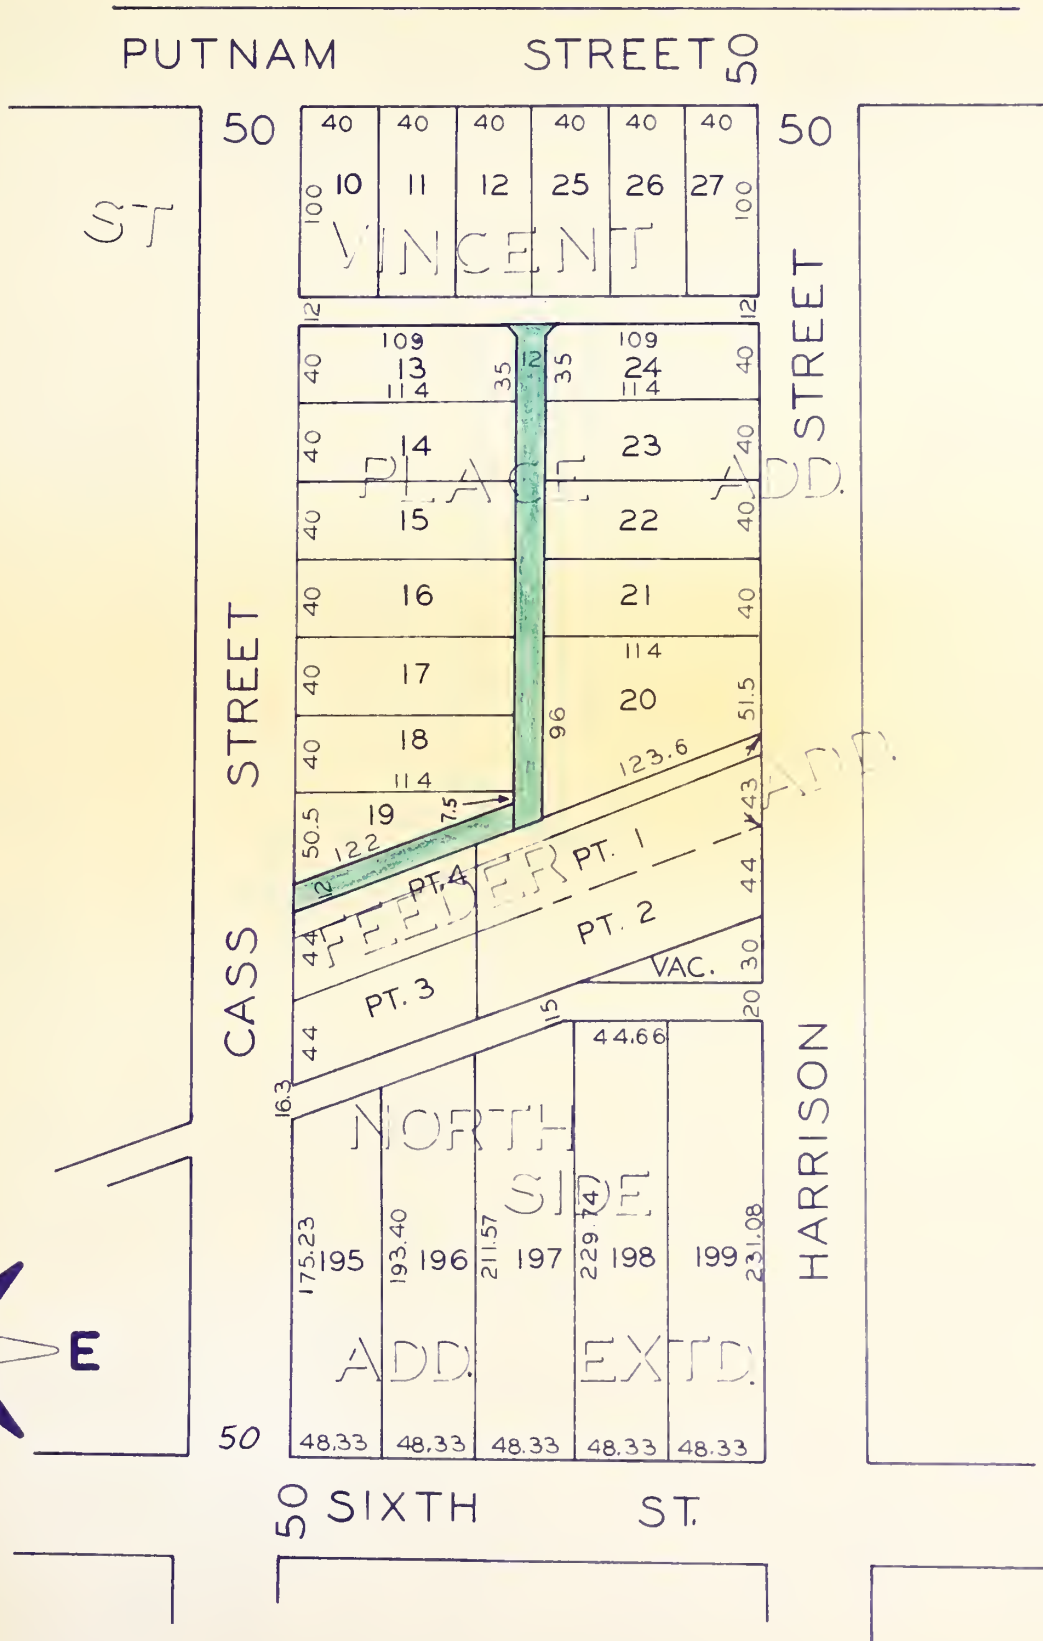 PUTNAM STREET 50
50 40 40 40 40 40 40 50
100 10 11 12 25 26 27 100
ST VINCENT
12 12
109 109
40 13 35 12 35 24 40
114 114
40 14 23 40
PLACE ADD.
40 15 22 40
40 16 21 40
114
40 17 20 51.5
40 18 96
114 123.6
50.5 19 7.5
122
12 PT. 4 PT. 1 43
FEEDER ADD.
44 PT. 2 44
PT. 3 VAC. 30
44 15 20
16.3 44.66
NORTH
SIDE
175.23 193.40 211.57 229.74 231.08
195 196 197 198 199
E
ADD. EXTD.
50 48.33 48.33 48.33 48.33 48.33
50 SIXTH ST.
CASS STREET
HARRISON STREET